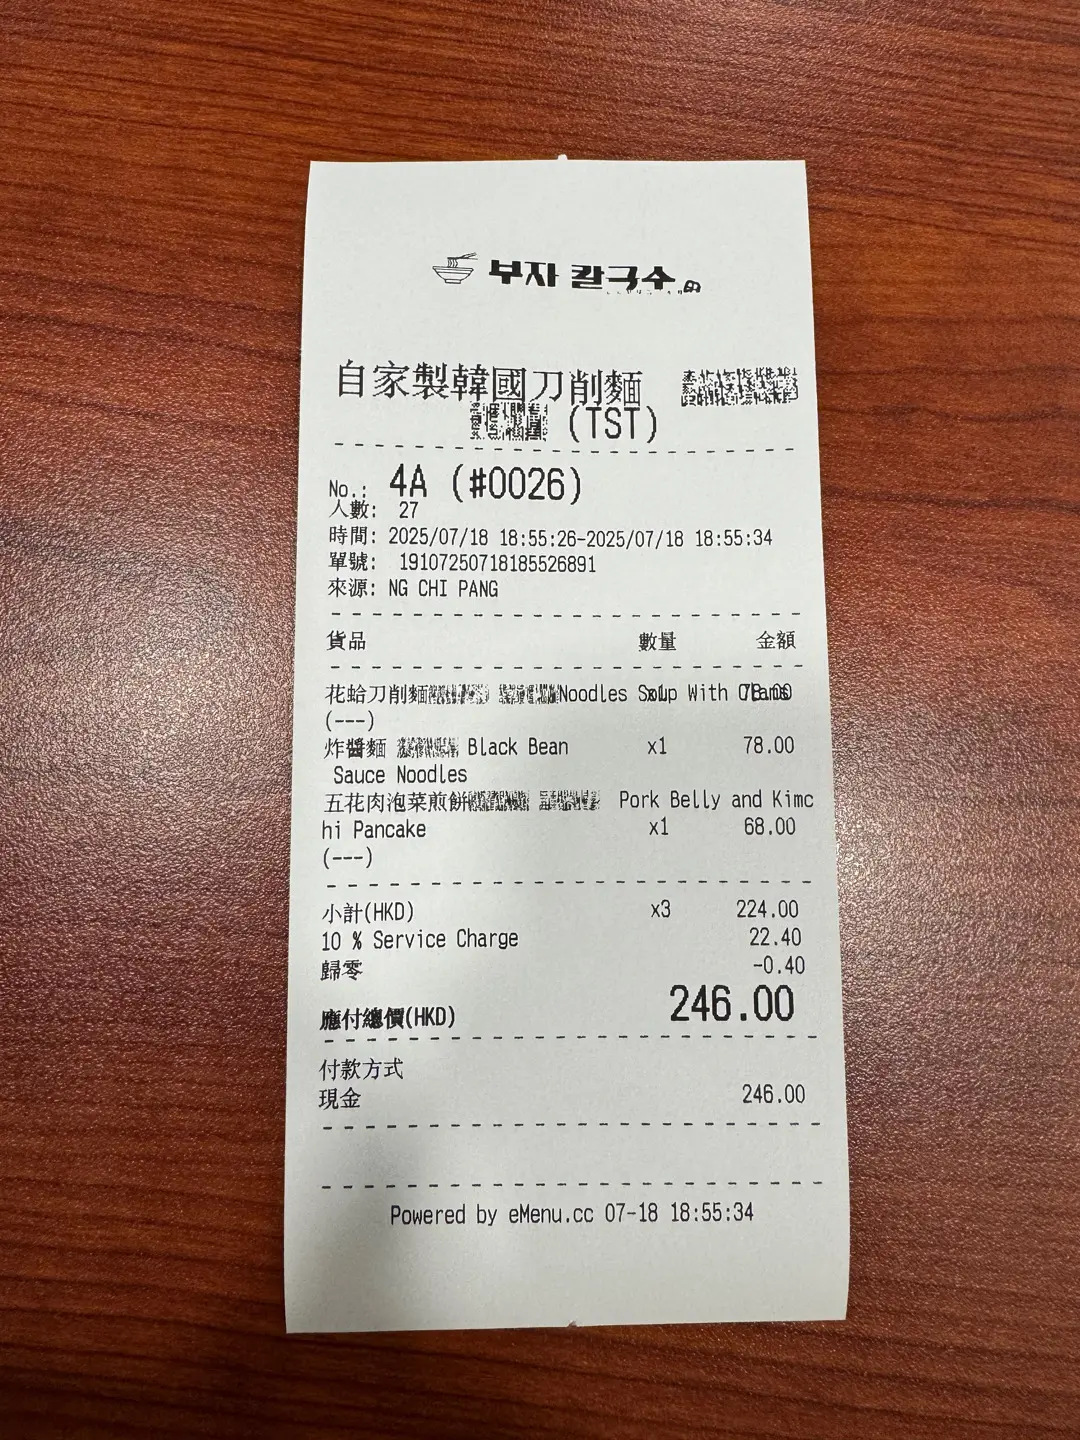 부자 칼국수
自家製韓國刀削麵
(TST)
No.: 4A (#0026)
人數: 27
時間: 2025/07/18 18:55:26-2025/07/18 18:55:34
單號: 19107250718185526891
來源: NG CHI PANG
貨品 數量 金額
花蛤刀削麵 Noodles Soup With Clams x1 78.00
(---)
炸醬麵 Black Bean x1 78.00
Sauce Noodles
五花肉泡菜煎餅 Pork Belly and Kimc
hi Pancake x1 68.00
(---)
小計(HKD) x3 224.00
10 % Service Charge 22.40
歸零 -0.40
應付總價(HKD) 246.00
付款方式
現金 246.00
Powered by eMenu.cc 07-18 18:55:34